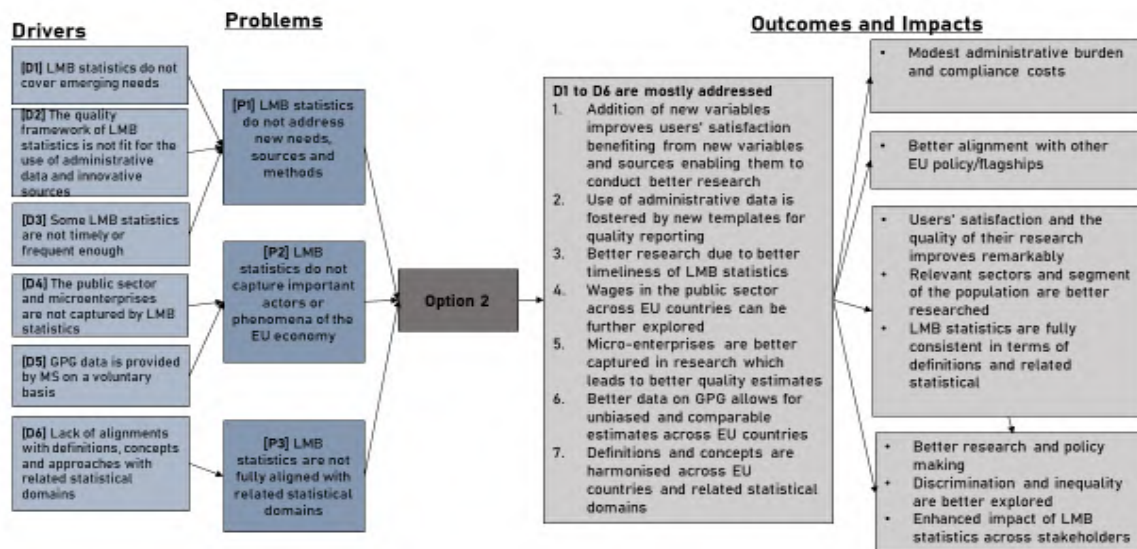 Drivers
Problems
Outcomes and Impacts
[D1] LMB statistics do not
cover emerging needs
[D2] The quality
framework of LMB
statistics is not fit for the
use of administrative
data and innovative
sources
[D3] Some LMB statistics
are not timely or
frequent enough
[D4] The public sector
and microenterprises
are not captured by LMB
statistics
[D5] GPG data is provided
by MS on a voluntary
basis
[D6] Lack of alignments
with definitions, concepts
and approaches with
related statistical
domains
[P1] LMB statistics
do not address
new needs,
sources and
methods
[P2] LMB
statistics do not
capture important
actors or
phenomena of the
EU economy
[P3] LMB
statistics are not
fully aligned with
related statistical
domains
Option 2
D1 to D6 are mostly addressed
1. Addition of new variables
improves users' satisfaction
benefiting from new variables
and sources enabling them to
conduct better research
2. Use of administrative data is
fostered by new templates for
quality reporting
3. Better research due to better
timeliness of LMB statistics
4. Wages in the public sector
across EU countries can be
further explored
5. Micro-enterprises are better
captured in research which
leads to better quality estimates
6. Better data on GPG allows for
unbiased and comparable
estimates across EU countries
7. Definitions and concepts are
harmonised across EU
countries and related statistical
domains
• Modest administrative burden
and compliance costs
• Better alignment with other
EU policy/flagships
• Users' satisfaction and the
quality of their research
improves remarkably
• Relevant sectors and segment
of the population are better
researched
• LMB statistics are fully
consistent in terms of
definitions and related
statistical
• Better research and policy
making
• Discrimination and inequality
are better explored
• Enhanced impact of LMB
statistics across stakeholders